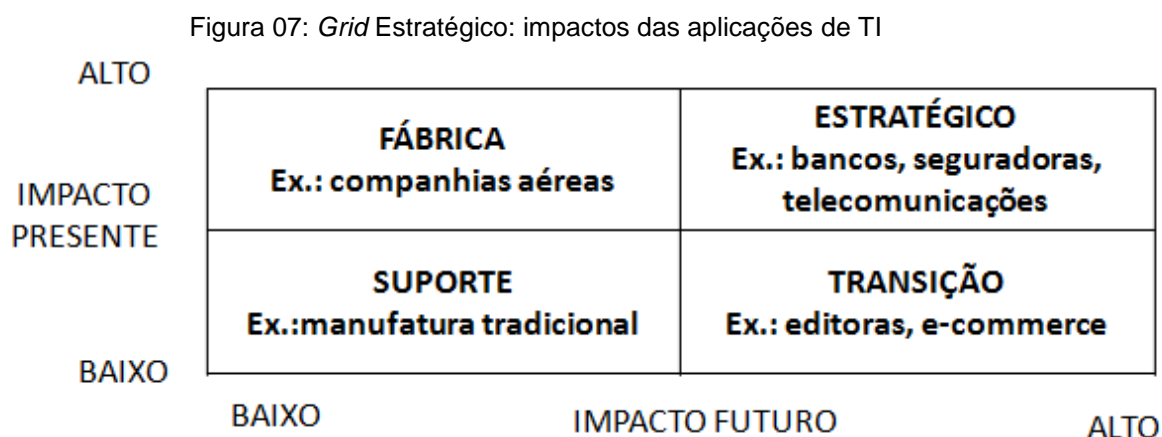 Figura 07: Grid Estratégico: impactos das aplicações de TI
ALTO
FÁBRICA
Ex.: companhias aéreas
ESTRATÉGICO
Ex.: bancos, seguradoras,
telecomunicações
IMPACTO
PRESENTE
SUPORTE
Ex.:manufatura tradicional
TRANSIÇÃO
Ex.: editoras, e-commerce
BAIXO
BAIXO
IMPACTO FUTURO
ALTO